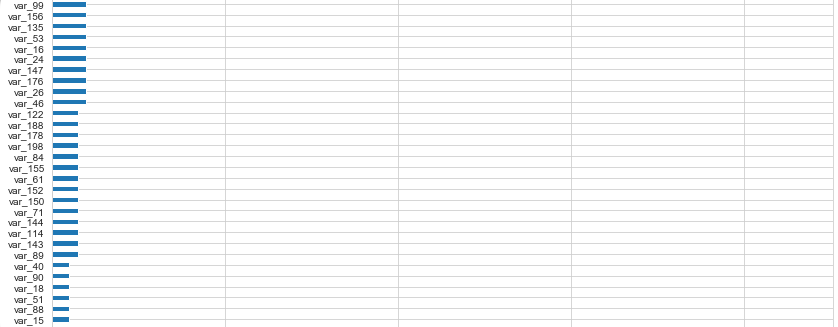 var_99
var_156
var_135
var_53
var_16
var_24
var_147
var_176
var_26
var_46
var_122
var_188
var_178
var_198
var_84
var_155
var_61
var_152
var_150
var_71
var_144
var_114
var_143
var_89
var_40
var_90
var_18
var_51
var_88
var_15